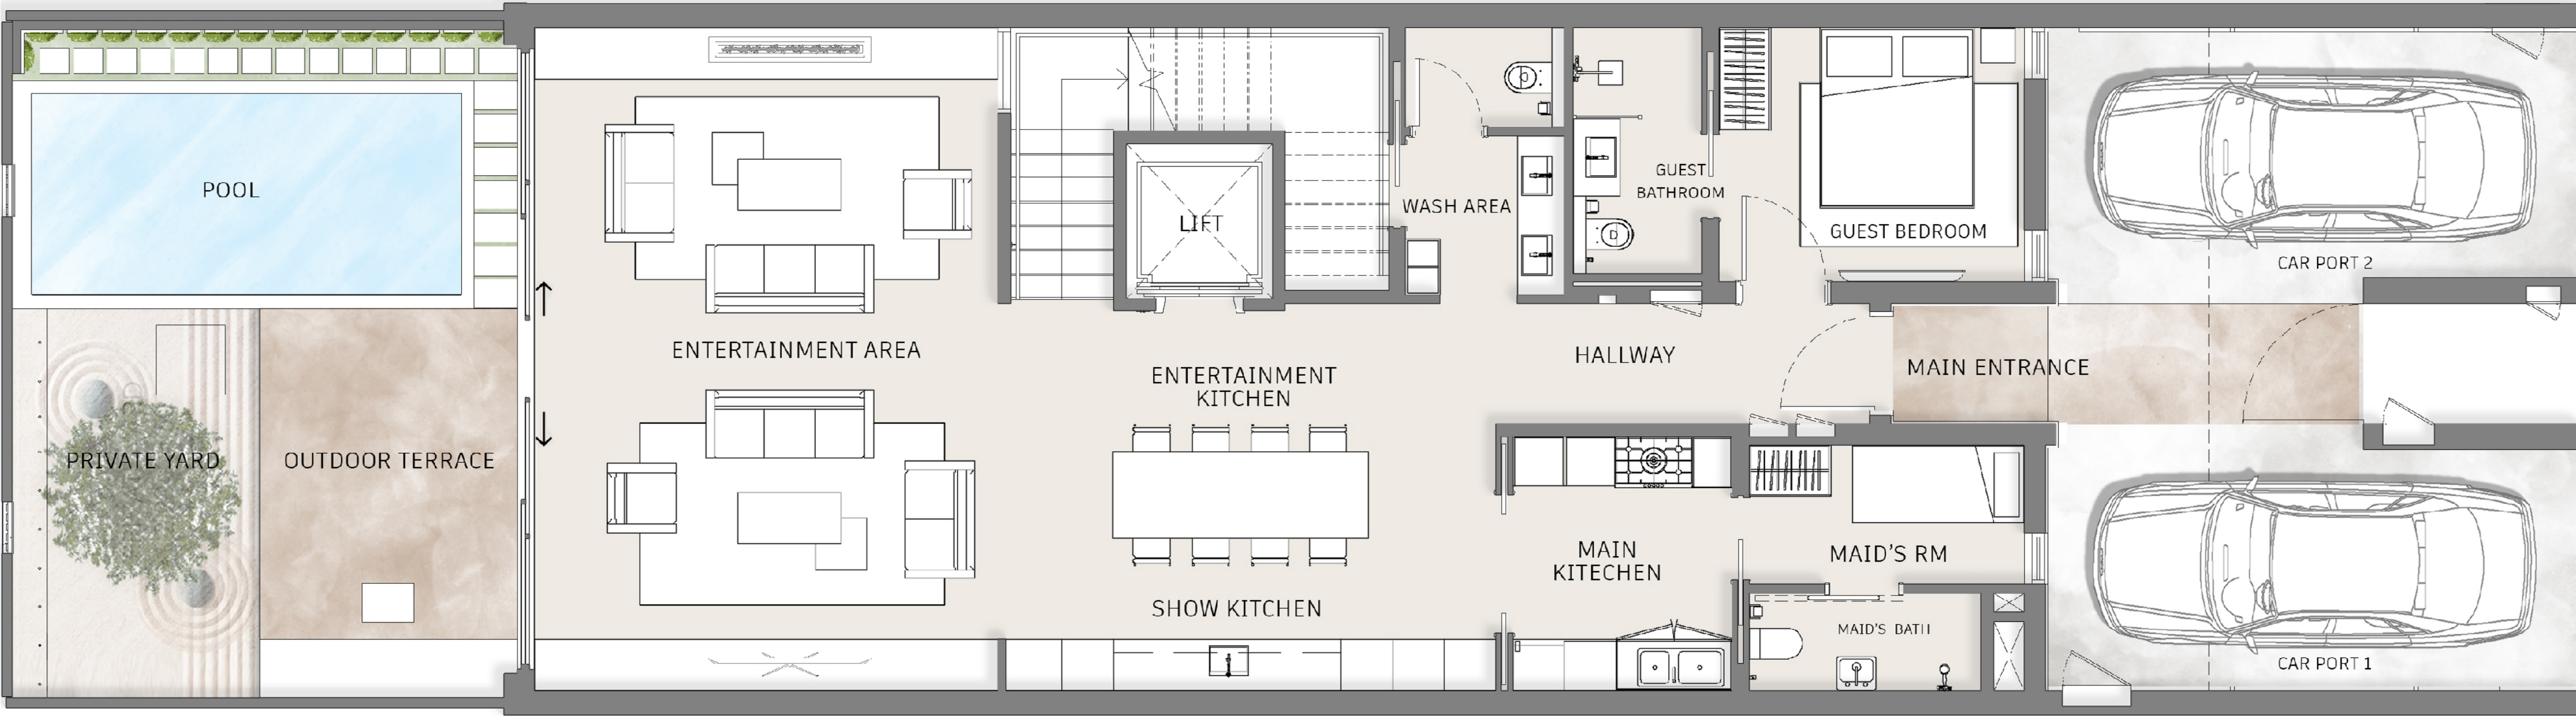 POOL
PRIVATE YARD
OUTDOOR TERRACE
ENTERTAINMENT AREA
LIFT
ENTERTAINMENT
KITCHEN
SHOW KITCHEN
WASH AREA
GUEST
BATHROOM
GUEST BEDROOM
HALLWAY
MAIN ENTRANCE
MAIN
KITECHEN
MAID'S RM
MAID'S BATH
CAR PORT 2
CAR PORT 1